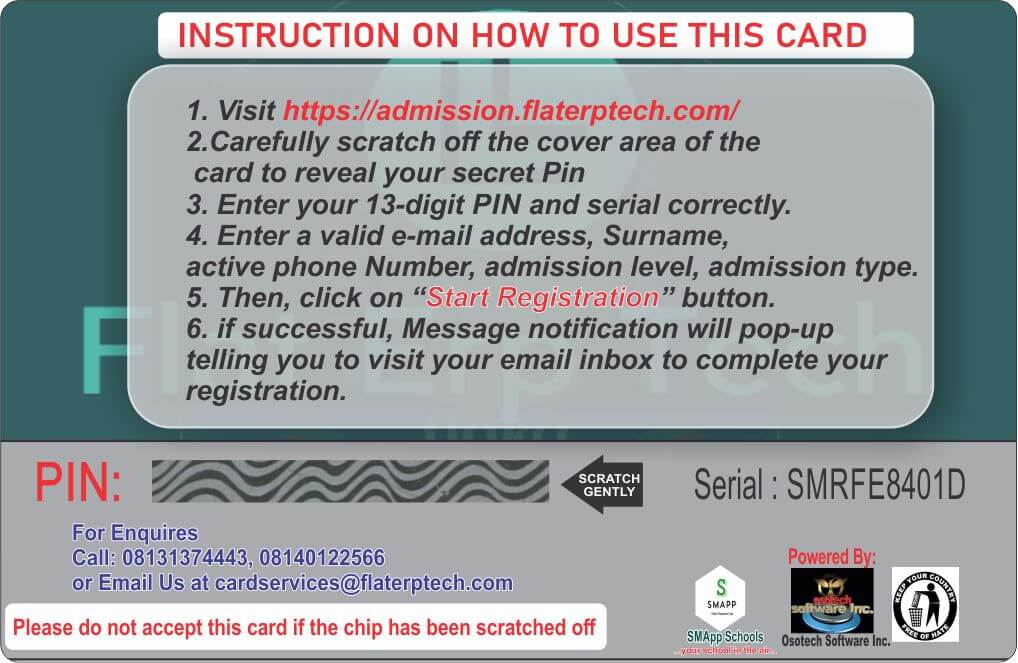 INSTRUCTION ON HOW TO USE THIS CARD
1. Visit https://admission.flaterptech.com/
2.Carefully scratch off the cover area of the
card to reveal your secret Pin
3. Enter your 13-digit PIN and serial correctly.
4. Enter a valid e-mail address, Surname,
active phone Number, admission level, admission type.
5. Then, click on “Start Registration” button.
6. if successful, Message notification will pop-up
telling you to visit your email inbox to complete your
registration.
Flat Erp Tech
PIN:
SCRATCH
GENTLY
Serial : SMRFE8401D
For Enquires
Call: 08131374443, 08140122566
or Email Us at cardservices@flaterptech.com
Please do not accept this card if the chip has been scratched off
S
SMAPP
SMApp Schools
...your school in the air...
Powered By:
osotech
software Inc.
Osotech Software Inc.
KEEP YOUR COUNTRY
FREE OF HATE